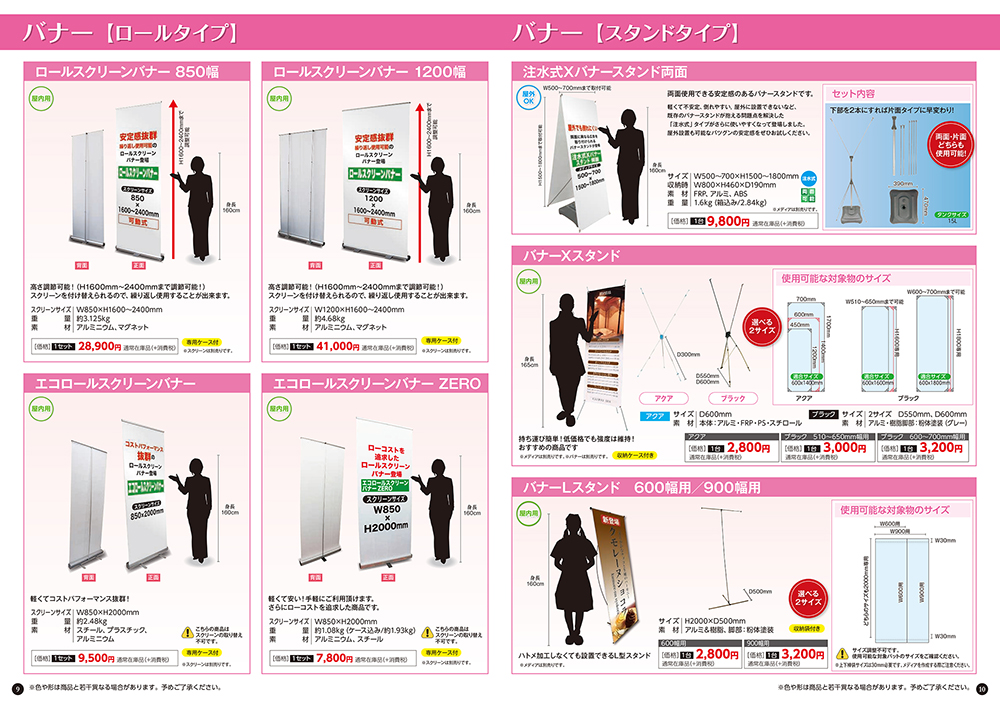 バナー【ロールタイプ】
ロールスクリーンバナー 850幅
屋内用
安定感抜群
繰り返し使用可能の
ロールスクリーン
バナー登場
ロールスクリーンバナー
スクリーンサイズ
850
×
1600〜2400mm
可動式
H1600〜2400mmまで
調整可能
身長
160cm
背面
正面
高さ調節可能!(H1600mm〜2400mmまで調節可能!)
スクリーンを付け替えられるので、繰り返し使用することが出来ます。
スクリーンサイズ W850×H1600〜2400mm
重 量 約3.125kg
素 材 アルミニウム、マグネット
[価格] 1セット 28,900円 通常在庫品(+消費税)
専用ケース付
※スクリーンは別売りです。
ロールスクリーンバナー 1200幅
屋内用
安定感抜群
繰り返し使用可能の
ロールスクリーン
バナー登場
ロールスクリーンバナー
スクリーンサイズ
1200
×
1600〜2400mm
可動式
H1600〜2400mmまで
調整可能
身長
160cm
背面
正面
高さ調節可能!(H1600mm〜2400mmまで調節可能!)
スクリーンを付け替えられるので、繰り返し使用することが出来ます。
スクリーンサイズ W1200×H1600〜2400mm
重 量 約4.68kg
素 材 アルミニウム、マグネット
[価格] 1セット 41,000円 通常在庫品(+消費税)
専用ケース付
※スクリーンは別売りです。
エコロールスクリーンバナー
屋内用
コストパフォーマンス
抜群の
ロールスクリーン
バナー登場
エコロールスクリーンバナー
スクリーンサイズ
850x2000mm
身長
160cm
背面
正面
軽くてコストパフォーマンス抜群!
スクリーンサイズ W850×H2000mm
重 量 約2.48kg
素 材 スチール、プラスチック、
アルミニウム
こちらの商品は
スクリーンの取り替え
不可です。
[価格] 1セット 9,500円 通常在庫品(+消費税)
専用ケース付
※スクリーンは別売りです。
エコロールスクリーンバナー ZERO
屋内用
ローコストを
追求した
ロールスクリーン
バナー登場
エコロールスクリーン
バナー ZERO
スクリーンサイズ
W850
×
H2000mm
身長
160cm
背面
正面
軽くて安い!手軽にご利用頂けます。
さらにローコストを追求した商品です。
スクリーンサイズ W850×H2000mm
重 量 約1.08kg(ケース込み/約1.93kg)
素 材 アルミニウム、スチール
こちらの商品は
スクリーンの取り替え
不可です。
[価格] 1セット 7,800円 通常在庫品(+消費税)
専用ケース付
※スクリーンは別売りです。
9 ※色や形は商品と若干異なる場合があります。予めご了承ください。
バナー【スタンドタイプ】
注水式Xバナースタンド両面
屋外
OK
W500〜700mmまで取付可能
H1500〜1800mmまで取付可能
屋外でも倒れにくい
注水式Xバナー
スタンド 両面
メディアサイズ
500〜700
×
1500〜1800mm
身長
160cm
両面使用できる安定感のあるバナースタンドです。
軽くて不安定、倒れやすい、屋外に設置できないなど、
既存のバナースタンドが抱える問題点を解決した
「注水式」タイプがさらに使いやすくなって登場しました。
屋外設置も可能なバツグンの安定感をぜひお試しください。
サイズ W500〜700×H1500〜1800mm
収納時 W800×H460×D190mm
素 材 FRP、アルミ、ABS
重 量 1.6kg(箱込み/2.84kg)
※メディアは別売りです。
注水式
両面可動
[価格] 1台 9,800円 通常在庫品(+消費税)
セット内容
下部を2本にすれば片面タイプに早変わり!
両面・片面
どちらも
使用可能!
390mm
410mm
タンクサイズ
15L
バナーXスタンド
屋内用
身長
165cm
D300mm
アクア
D550mm
D600mm
ブラック
選べる
2サイズ
使用可能な対象物のサイズ
700mm
600mm
450mm
1200mm
1400mm
1700mm
適合サイズ
600x1400mm
アクア
W510〜650mmまで可能
H1600専用
適合サイズ
600x1600mm
W600〜700mmまで可能
H1800専用
適合サイズ
600x1800mm
ブラック
持ち運び簡単!低価格でも強度は維持!
おすすめの商品です
※メディアは別売りです。※バナーは別売りです。
収納ケース付き
アクア サイズ D600mm
素 材 本体:アルミ・FRP・PS・スチロール
ブラック サイズ 2サイズ D550mm、D600mm
素 材 アルミ・樹脂脚部:粉体塗装(グレー)
アクア
[価格] 1台 2,800円
通常在庫品(+消費税)
ブラック 510〜650mm幅用
[価格] 1台 3,000円
通常在庫品(+消費税)
ブラック 600〜700mm幅用
[価格] 1台 3,200円
通常在庫品(+消費税)
バナーLスタンド 600幅用/900幅用
屋内用
身長
160cm
新登場
ケモレーヌショコラ
D500mm
選べる
2サイズ
収納袋付き
ハトメ加工しなくても設置できるL型スタンド
※メディアは別売りです。
サイズ H2000×D500mm
素 材 アルミ&樹脂、脚部:粉体塗装
600幅用
[価格] 1台 2,800円
通常在庫品(+消費税)
900幅用
[価格] 1台 3,200円
通常在庫品(+消費税)
使用可能な対象物のサイズ
W600用
W900用
W30mm
どちらのサイズも2000mm専用
W600用
W900用
W30mm
サイズ調整不可です。
使用可能な対象バットのサイズをご確認ください。
※上下棒袋サイズは30mm必要です。メディアを作成する際ご注意ください。
※色や形は商品と若干異なる場合があります。予めご了承ください。 10